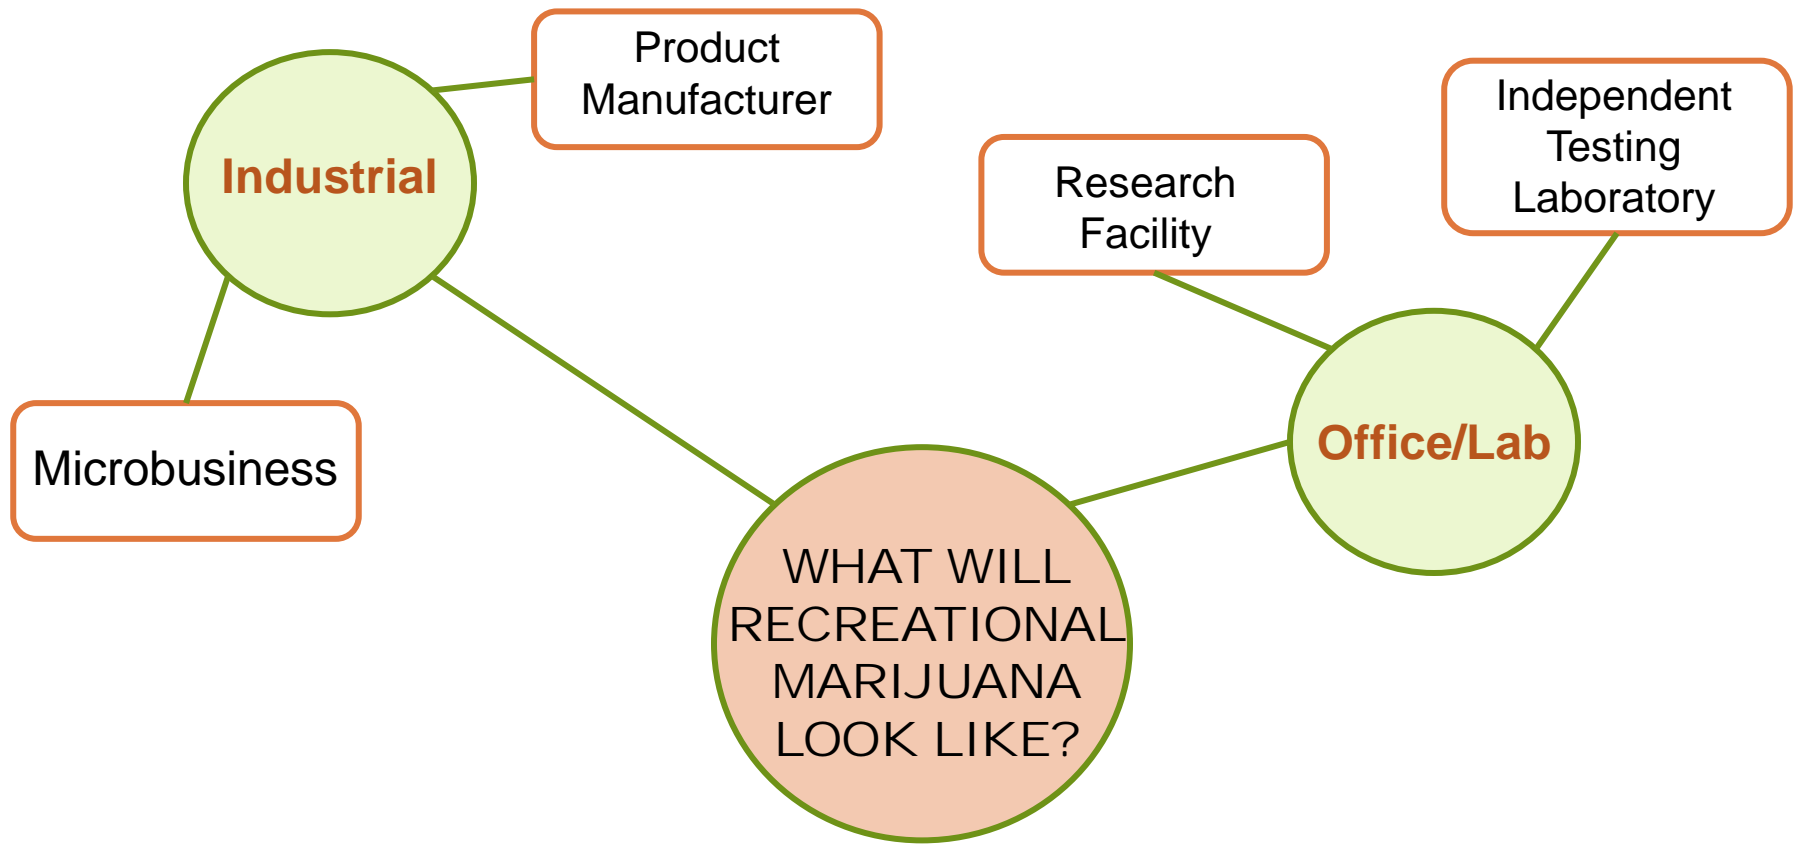 Product
Manufacturer
Industrial
Microbusiness
Research
Facility
Independent
Testing
Laboratory
Office/Lab
WHAT WILL
RECREATIONAL
MARIJUANA
LOOK LIKE?